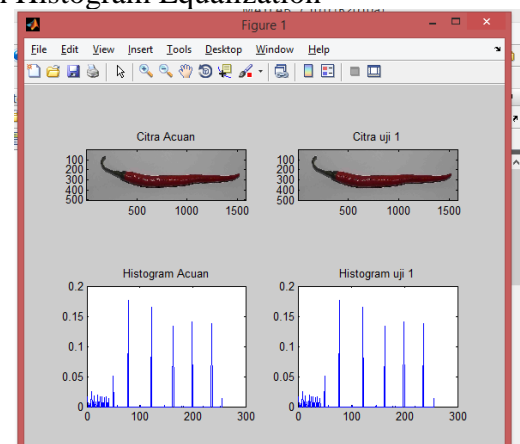 Histogram Equalization
Figure 1
File Edit View Insert Tools Desktop Window Help
Citra Acuan
Citra uji 1
100
200
300
400
500
500 1000 1500
100
200
300
400
500
500 1000 1500
Histogram Acuan
Histogram uji 1
0.2
0.15
0.1
0.05
0
0 100 200 300
0.2
0.15
0.1
0.05
0
0 100 200 300